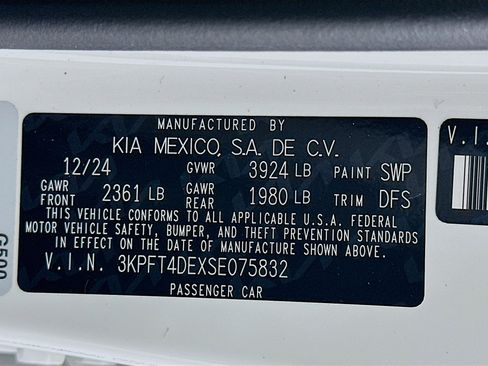 MANUFACTURED BY
KIA MEXICO, S.A. DE C.V.
12/24 GVWR 3924 LB PAINT SWP
GAWR FRONT 2361 LB GAWR REAR 1980 LB TRIM DFS
THIS VEHICLE CONFORMS TO ALL APPLICABLE U.S.A. FEDERAL
MOTOR VEHICLE SAFETY, BUMPER, AND THEFT PREVENTION
STANDARDS IN EFFECT ON THE DATE OF MANUFACTURE SHOWN ABOVE.
V.I.N. 3KPFT4DEXSE075832
PASSENGER CAR
V.I.N
G500